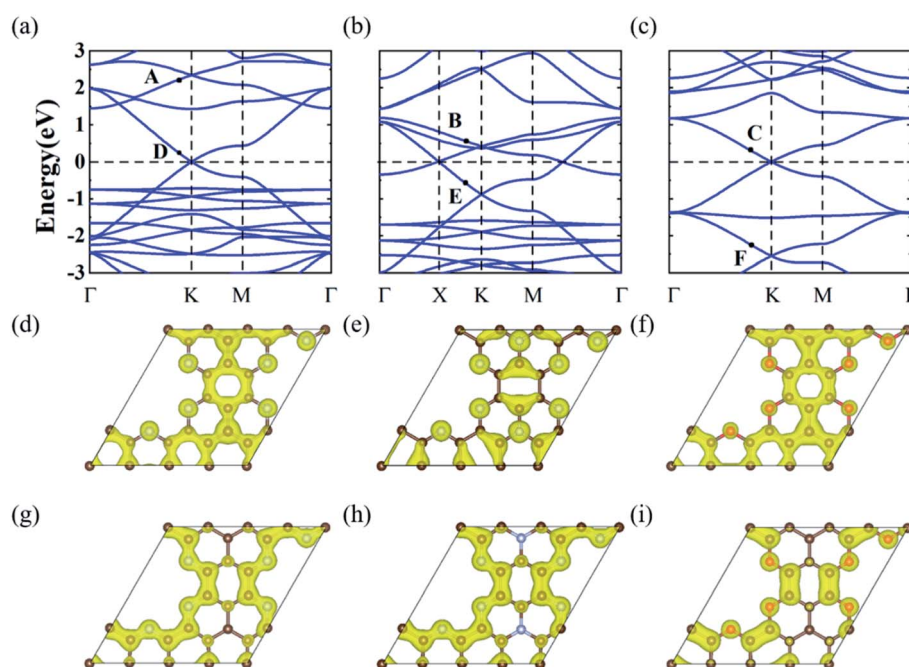 (a) (b) (c)
Energy(eV)
3
2
1
0
-1
-2
-3
A
D
B
E
C
F
Γ K M Γ
Γ X K M Γ
Γ K M
(d) (e) (f)
(g) (h) (i)